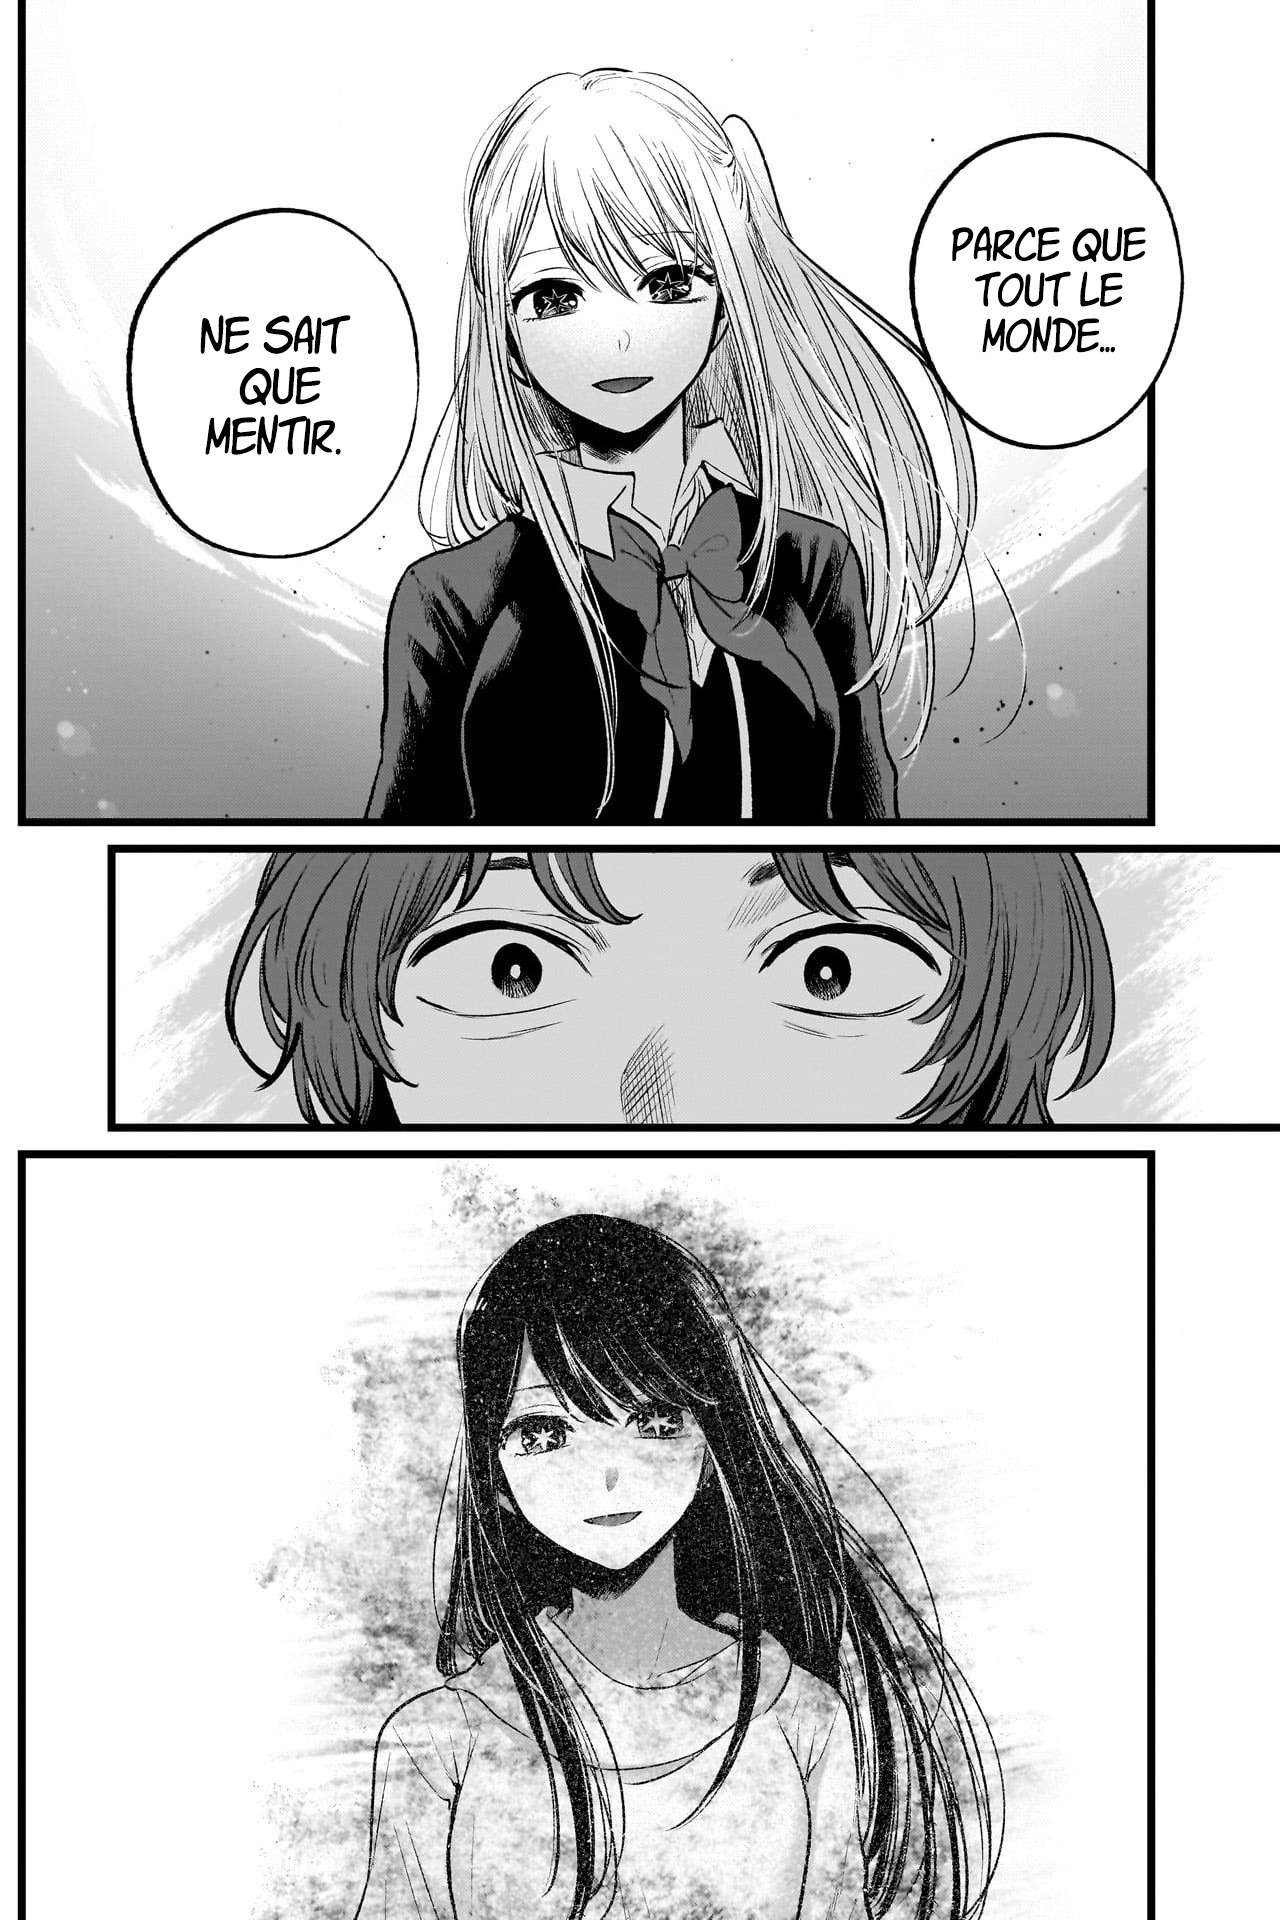 PARCE QUE
TOUT LE
MONDE...
NE SAIT
QUE
MENTIR.